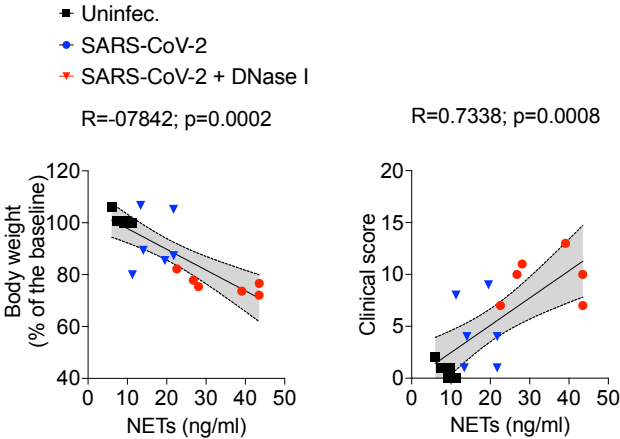 Uninfec.
SARS-CoV-2
SARS-CoV-2 + DNase I
R=-07842; p=0.0002
R=0.7338; p=0.0008
Body weight
(% of the baseline)
120
100
80
60
40
0 10 20 30 40 50
NETs (ng/ml)
Clinical score
20
15
10
5
0
0 10 20 30 40 50
NETs (ng/ml)